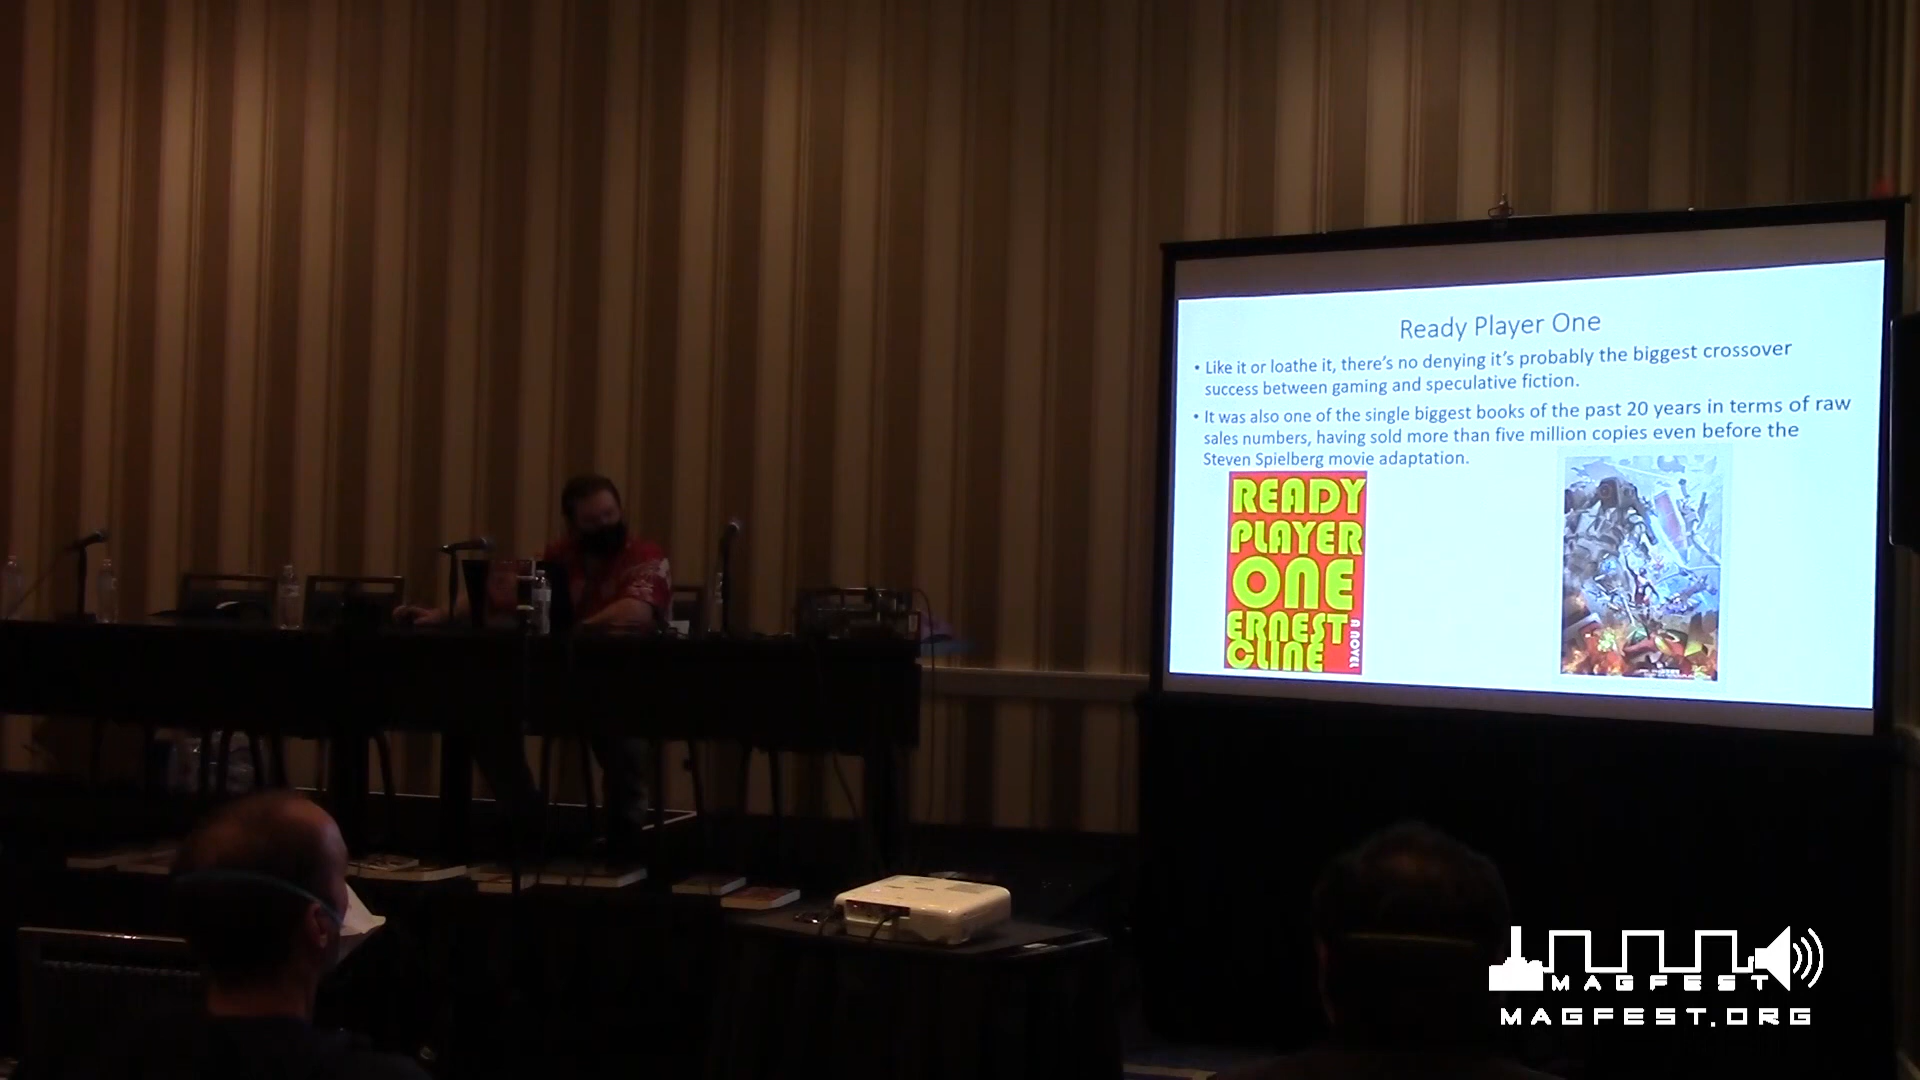 Ready Player One
• Like it or loathe it, there's no denying it's probably the biggest crossover
success between gaming and speculative fiction.
• It was also one of the single biggest books of the past 20 years in terms of raw
sales numbers, having sold more than five million copies even before the
Steven Spielberg movie adaptation.
READY
PLAYER
ONE
ERNEST
CLINE
A NOVEL
MAGFEST
MAGFEST.ORG